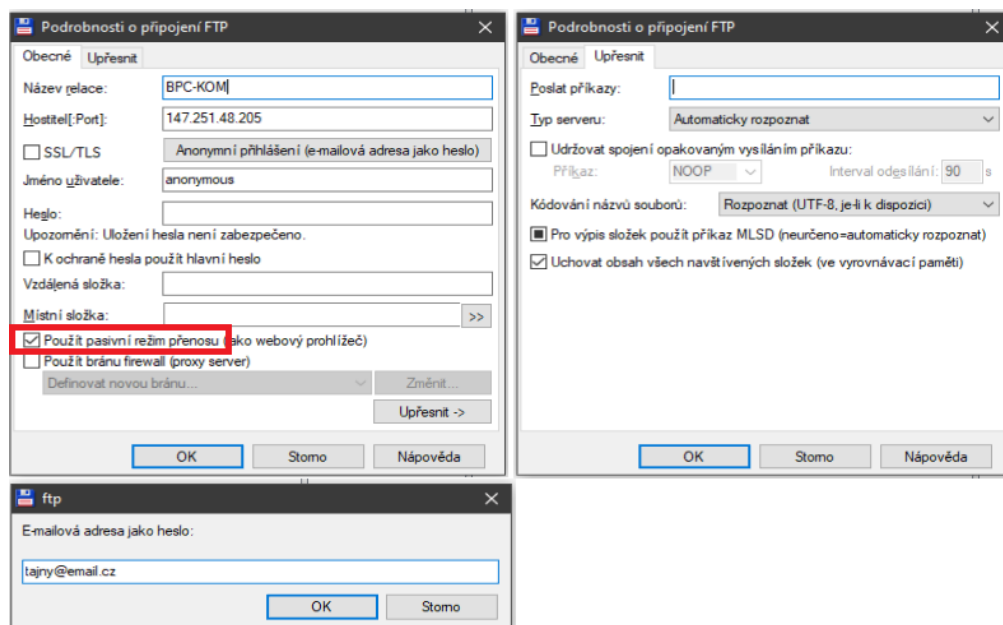 Podrobnosti o připojení FTP
Obecné Upřesnit
Název relace: BPC-KOM
Hostitel[:Port]: 147.251.48.205
SSL/TLS Anonymní přihlášení (e-mailová adresa jako heslo)
Jméno uživatele: anonymous
Heslo:
Upozornění: Uložení hesla není zabezpečeno.
K ochraně hesla použít hlavní heslo
Vzdálená složka:
Místní složka: >>
Použít pasivní režim přenosu (jako webový prohlížeč)
Použít bránu firewall (proxy server)
Definovat novou bránu... Změnit...
Upřesnit ->
OK Storno Nápověda
Podrobnosti o připojení FTP
Obecné Upřesnit
Poslat příkazy:
Typ serveru: Automaticky rozpoznat
Udržovat spojení opakovaným vysíláním příkazu:
Příkaz: NOOP Interval odesílání: 90 s
Kódování názvů souborů: Rozpoznat (UTF-8, je-li k dispozici)
Pro výpis složek použít příkaz MLSD (neurčeno=automaticky rozpoznat)
Uchovat obsah všech navštívených složek (ve vyrovnávací paměti)
OK Storno Nápověda
ftp
E-mailová adresa jako heslo:
tajny@email.cz
OK Storno